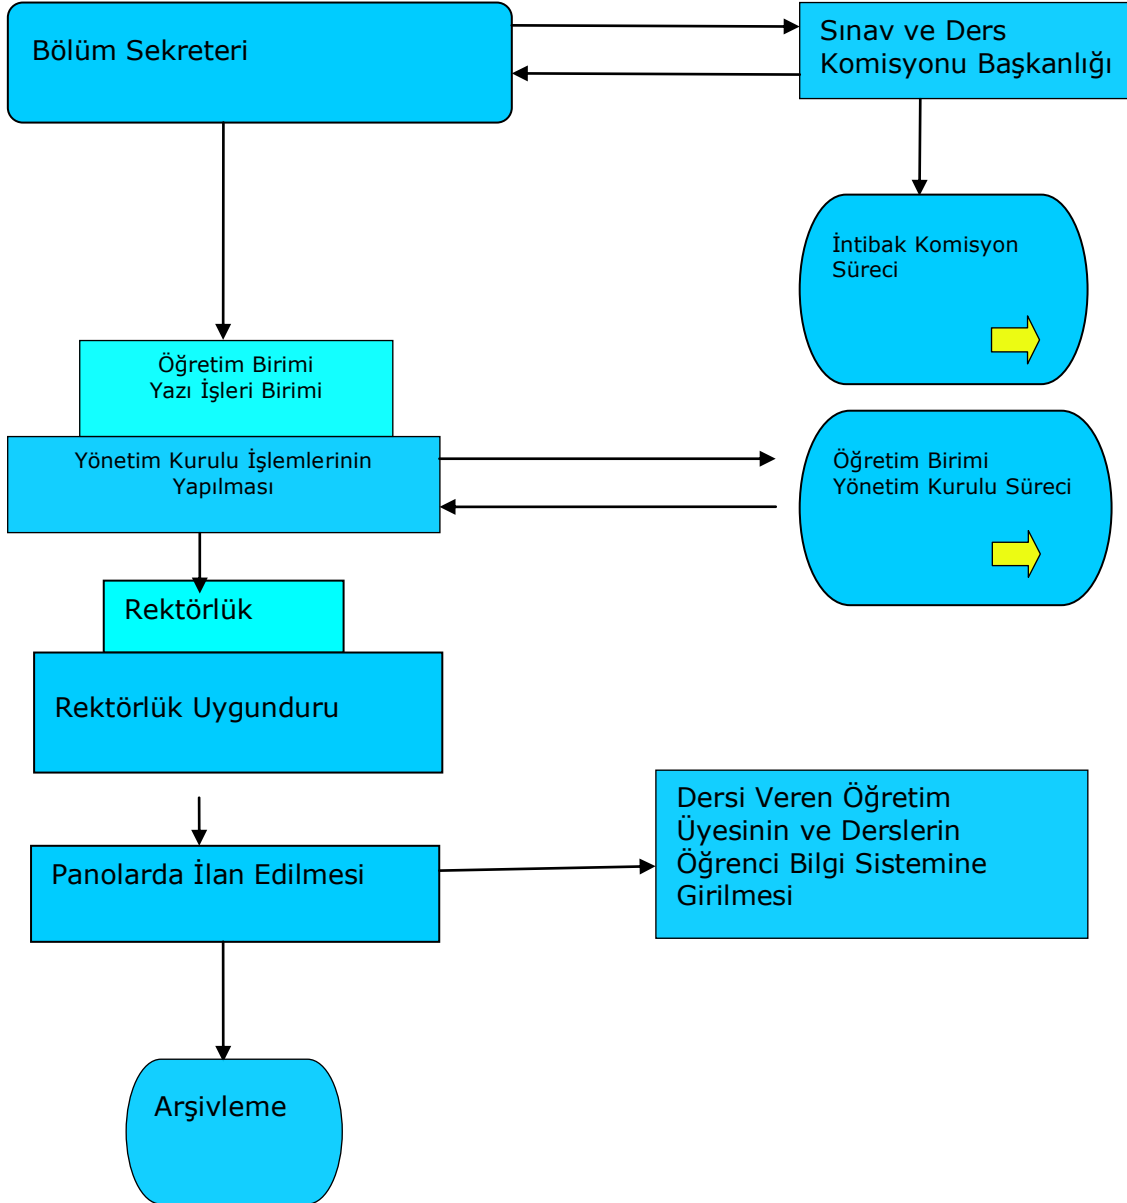 Bölüm Sekreteri
Sınav ve Ders
Komisyonu Başkanlığı
İntibak Komisyon
Süreci
Öğretim Birimi
Yazı İşleri Birimi
Yönetim Kurulu İşlemlerinin
Yapılması
Öğretim Birimi
Yönetim Kurulu Süreci
Rektörlük
Rektörlük Uygunduru
Panolarda İlan Edilmesi
Dersi Veren Öğretim
Üyesinin ve Derslerin
Öğrenci Bilgi Sistemine
Girilmesi
Arşivleme